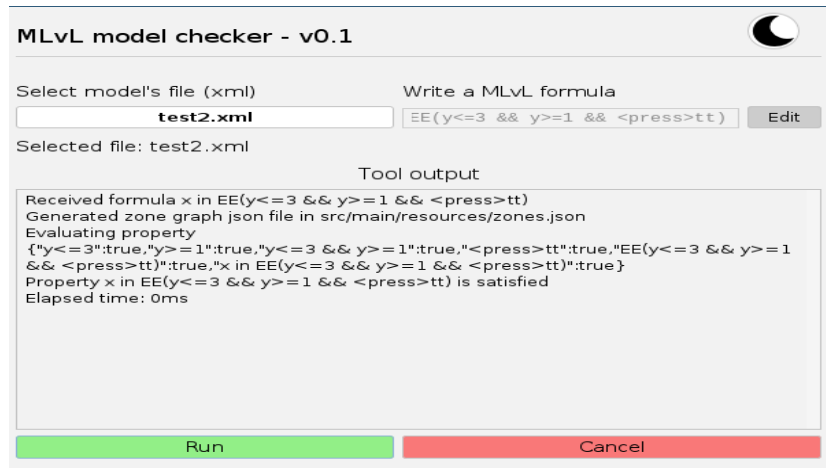 MLvL model checker - v0.1
Select model's file (xml)
Write a MLvL formula
test2.xml
EE(y<=3 && y>=1 && <press>tt)
Edit
Selected file: test2.xml
Tool output
Received formula x in EE(y<=3 && y>=1 && <press>tt)
Generated zone graph json file in src/main/resources/zones.json
Evaluating property
{"y<=3":true,"y>=1":true,"y<=3 && y>=1":true,"<press>tt":true,"EE(y<=3 && y>=1
&& <press>tt)":true,"x in EE(y<=3 && y>=1 && <press>tt)":true}
Property x in EE(y<=3 && y>=1 && <press>tt) is satisfied
Elapsed time: 0ms
Run
Cancel